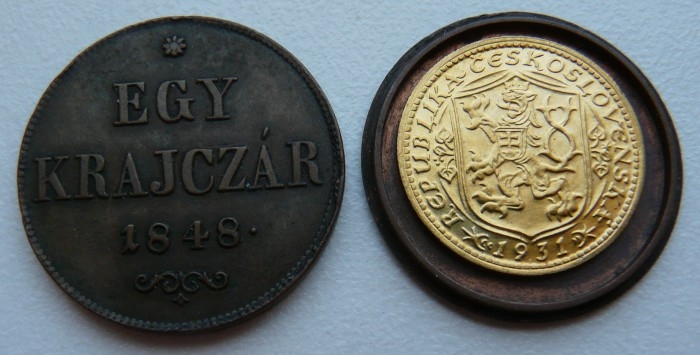 EGY
KRAJCZÁR
1848.
REPUBLIKA ČESKOSLOVENSKÁ
1931